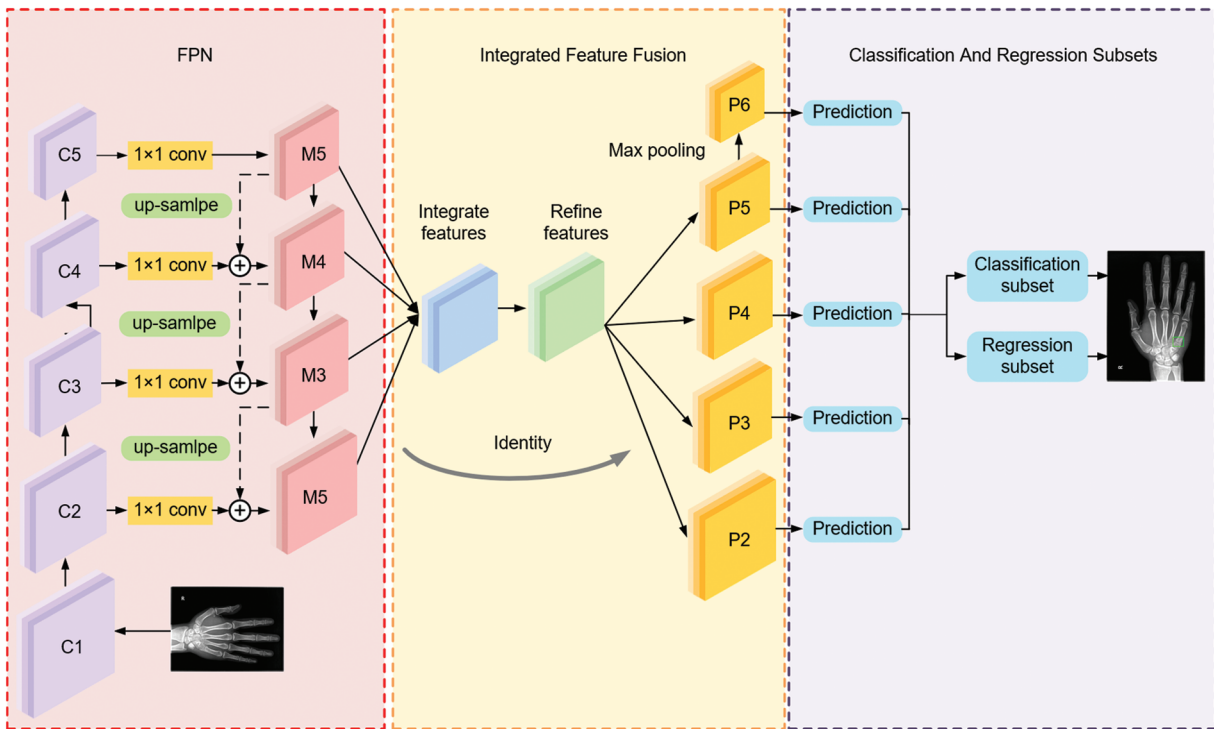 FPN
C5
1×1 conv
M5
up-samlpe
C4
1×1 conv
M4
up-samlpe
C3
1×1 conv
M3
up-samlpe
C2
1×1 conv
M5
C1
R
Integrated Feature Fusion
Integrate
features
Refine
features
Identity
Max pooling
P6
P5
P4
P3
P2
Classification And Regression Subsets
Prediction
Prediction
Prediction
Prediction
Prediction
Classification
subset
Regression
subset
R